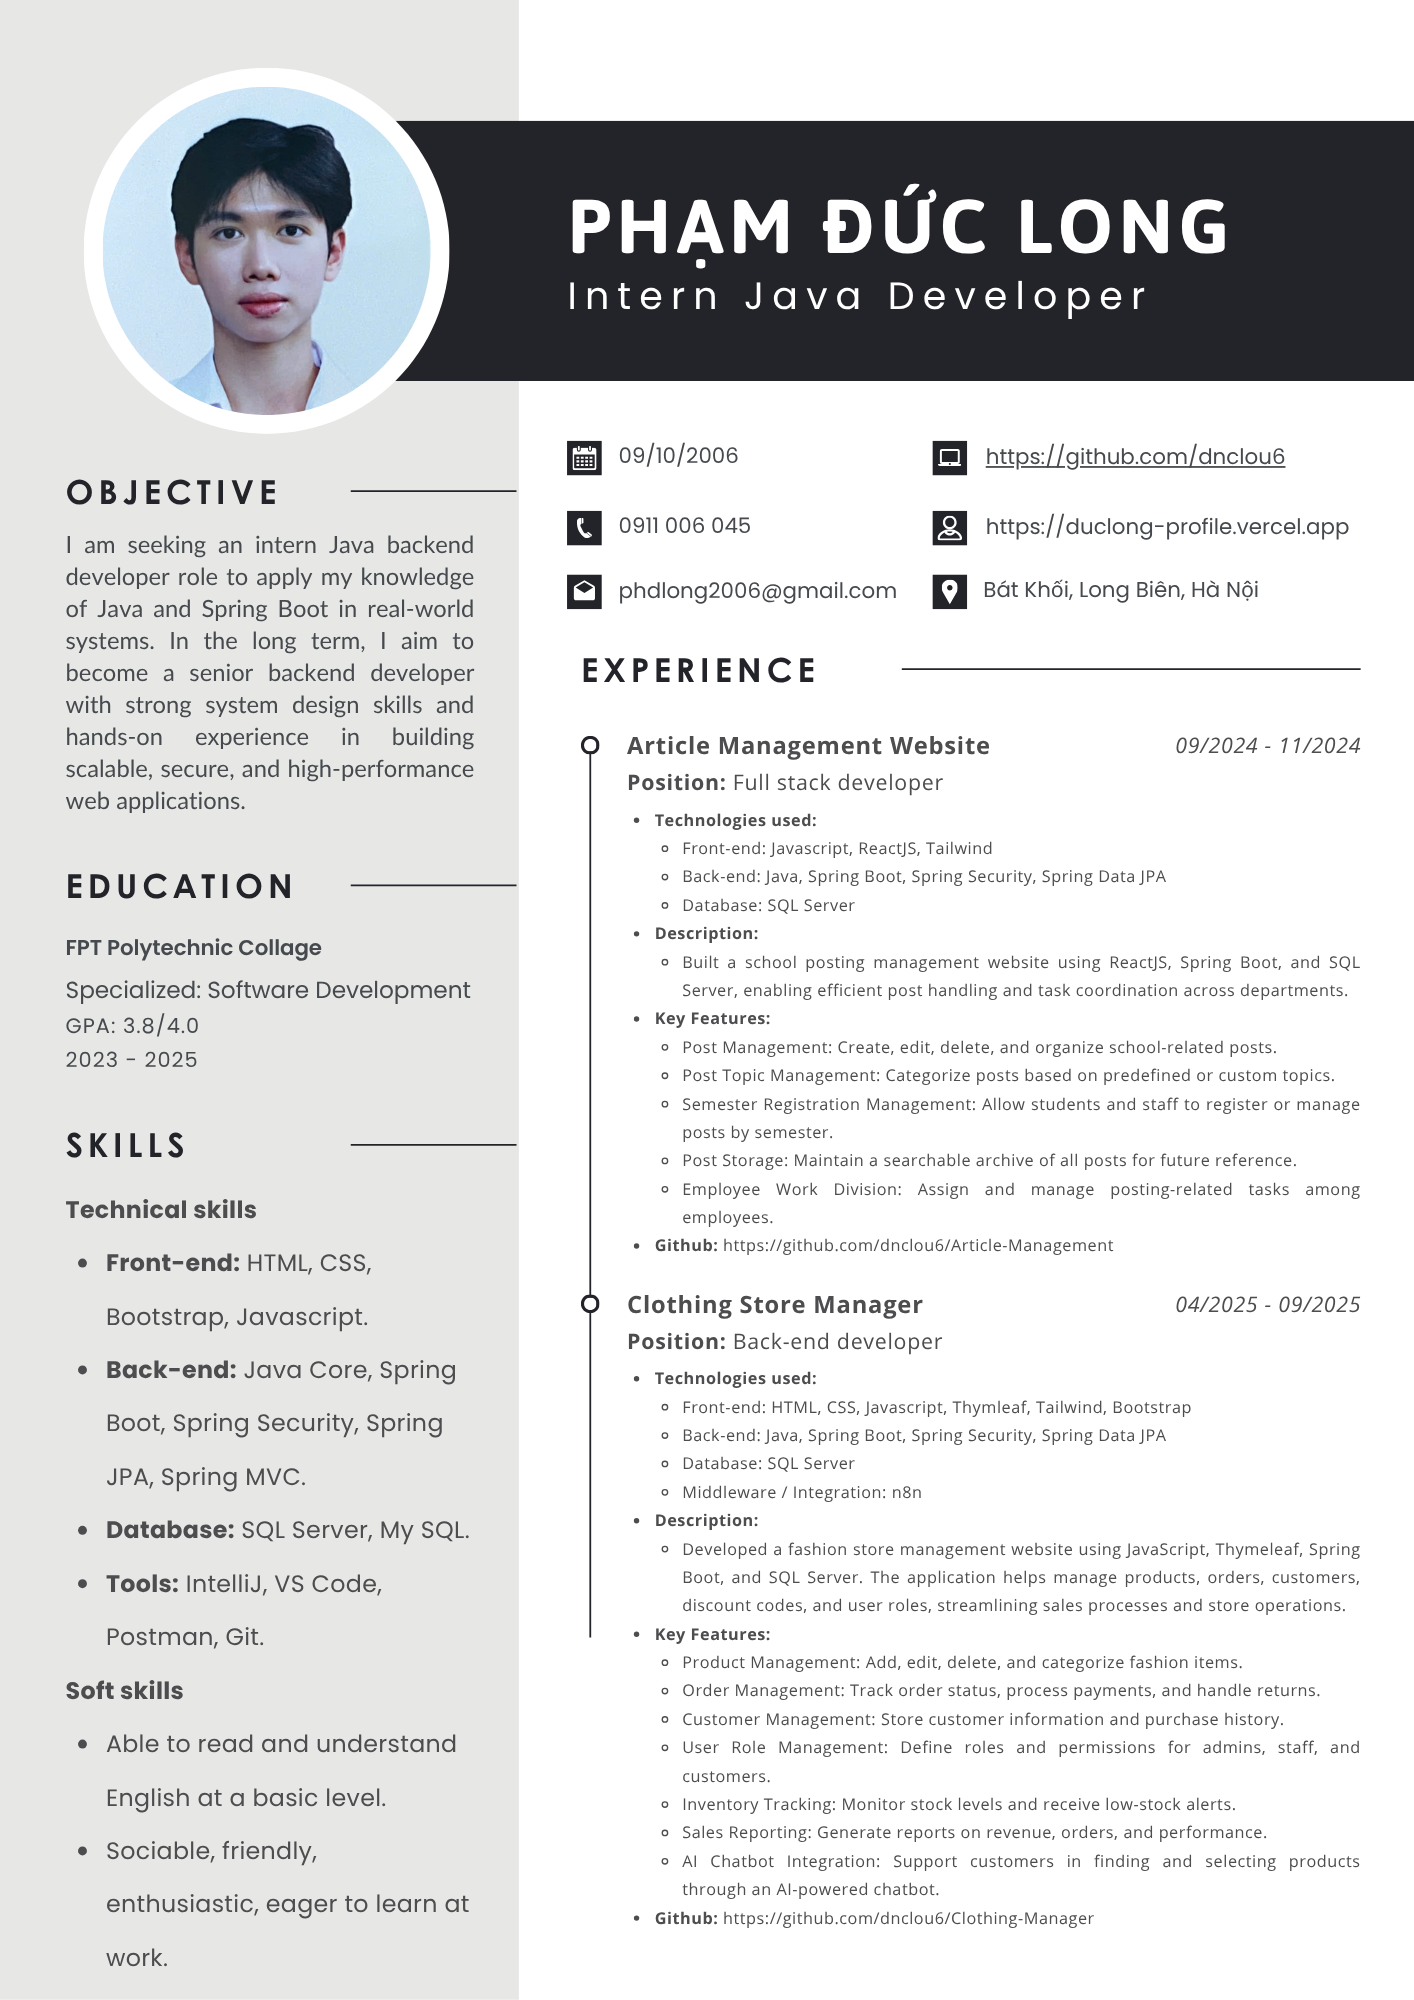 PHẠM ĐỨC LONG
Intern Java Developer
09/10/2006
https://github.com/dnclou6
0911 006 045
https://duclong-profile.vercel.app
phdlong2006@gmail.com
Bát Khối, Long Biên, Hà Nội
OBJECTIVE
I am seeking an intern Java backend
developer role to apply my knowledge
of Java and Spring Boot in real-world
systems. In the long term, I aim to
become a senior backend developer
with strong system design skills and
hands-on experience in building
scalable, secure, and high-performance
web applications.
EDUCATION
FPT Polytechnic Collage
Specialized: Software Development
GPA: 3.8/4.0
2023 - 2025
SKILLS
Technical skills
• Front-end: HTML, CSS,
Bootstrap, Javascript.
• Back-end: Java Core, Spring
Boot, Spring Security, Spring
JPA, Spring MVC.
• Database: SQL Server, My SQL.
• Tools: IntelliJ, VS Code,
Postman, Git.
Soft skills
• Able to read and understand
English at a basic level.
• Sociable, friendly,
enthusiastic, eager to learn at
work.
EXPERIENCE
Article Management Website 09/2024 - 11/2024
Position: Full stack developer
• Technologies used:
◦ Front-end: Javascript, ReactJS, Tailwind
◦ Back-end: Java, Spring Boot, Spring Security, Spring Data JPA
◦ Database: SQL Server
• Description:
◦ Built a school posting management website using ReactJS, Spring Boot, and SQL
Server, enabling efficient post handling and task coordination across departments.
• Key Features:
◦ Post Management: Create, edit, delete, and organize school-related posts.
◦ Post Topic Management: Categorize posts based on predefined or custom topics.
◦ Semester Registration Management: Allow students and staff to register or manage
posts by semester.
◦ Post Storage: Maintain a searchable archive of all posts for future reference.
◦ Employee Work Division: Assign and manage posting-related tasks among
employees.
• Github: https://github.com/dnclou6/Article-Management
Clothing Store Manager 04/2025 - 09/2025
Position: Back-end developer
• Technologies used:
◦ Front-end: HTML, CSS, Javascript, Thymleaf, Tailwind, Bootstrap
◦ Back-end: Java, Spring Boot, Spring Security, Spring Data JPA
◦ Database: SQL Server
◦ Middleware / Integration: n8n
• Description:
◦ Developed a fashion store management website using JavaScript, Thymeleaf, Spring
Boot, and SQL Server. The application helps manage products, orders, customers,
discount codes, and user roles, streamlining sales processes and store operations.
• Key Features:
◦ Product Management: Add, edit, delete, and categorize fashion items.
◦ Order Management: Track order status, process payments, and handle returns.
◦ Customer Management: Store customer information and purchase history.
◦ User Role Management: Define roles and permissions for admins, staff, and
customers.
◦ Inventory Tracking: Monitor stock levels and receive low-stock alerts.
◦ Sales Reporting: Generate reports on revenue, orders, and performance.
◦ AI Chatbot Integration: Support customers in finding and selecting products
through an AI-powered chatbot.
• Github: https://github.com/dnclou6/Clothing-Manager